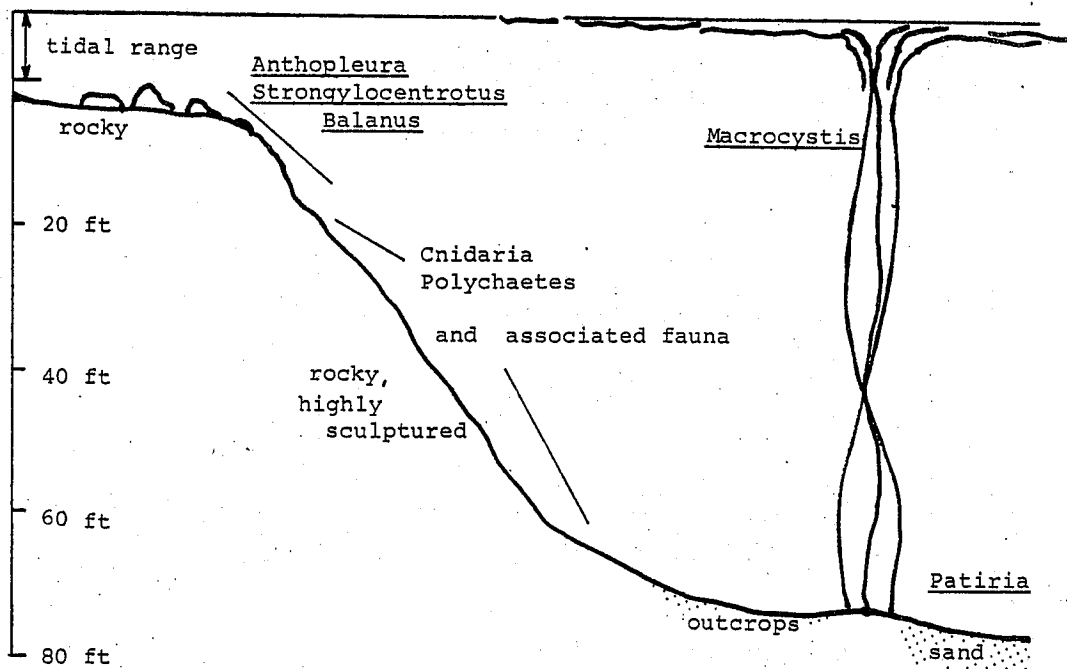 tidal range
Anthopleura
Strongylocentrotus
Balanus
rocky
Macrocystis
20 ft
Cnidaria
Polychaetes
and associated fauna
40 ft
rocky,
highly
sculptured
60 ft
Patiria
outcrops
sand
80 ft